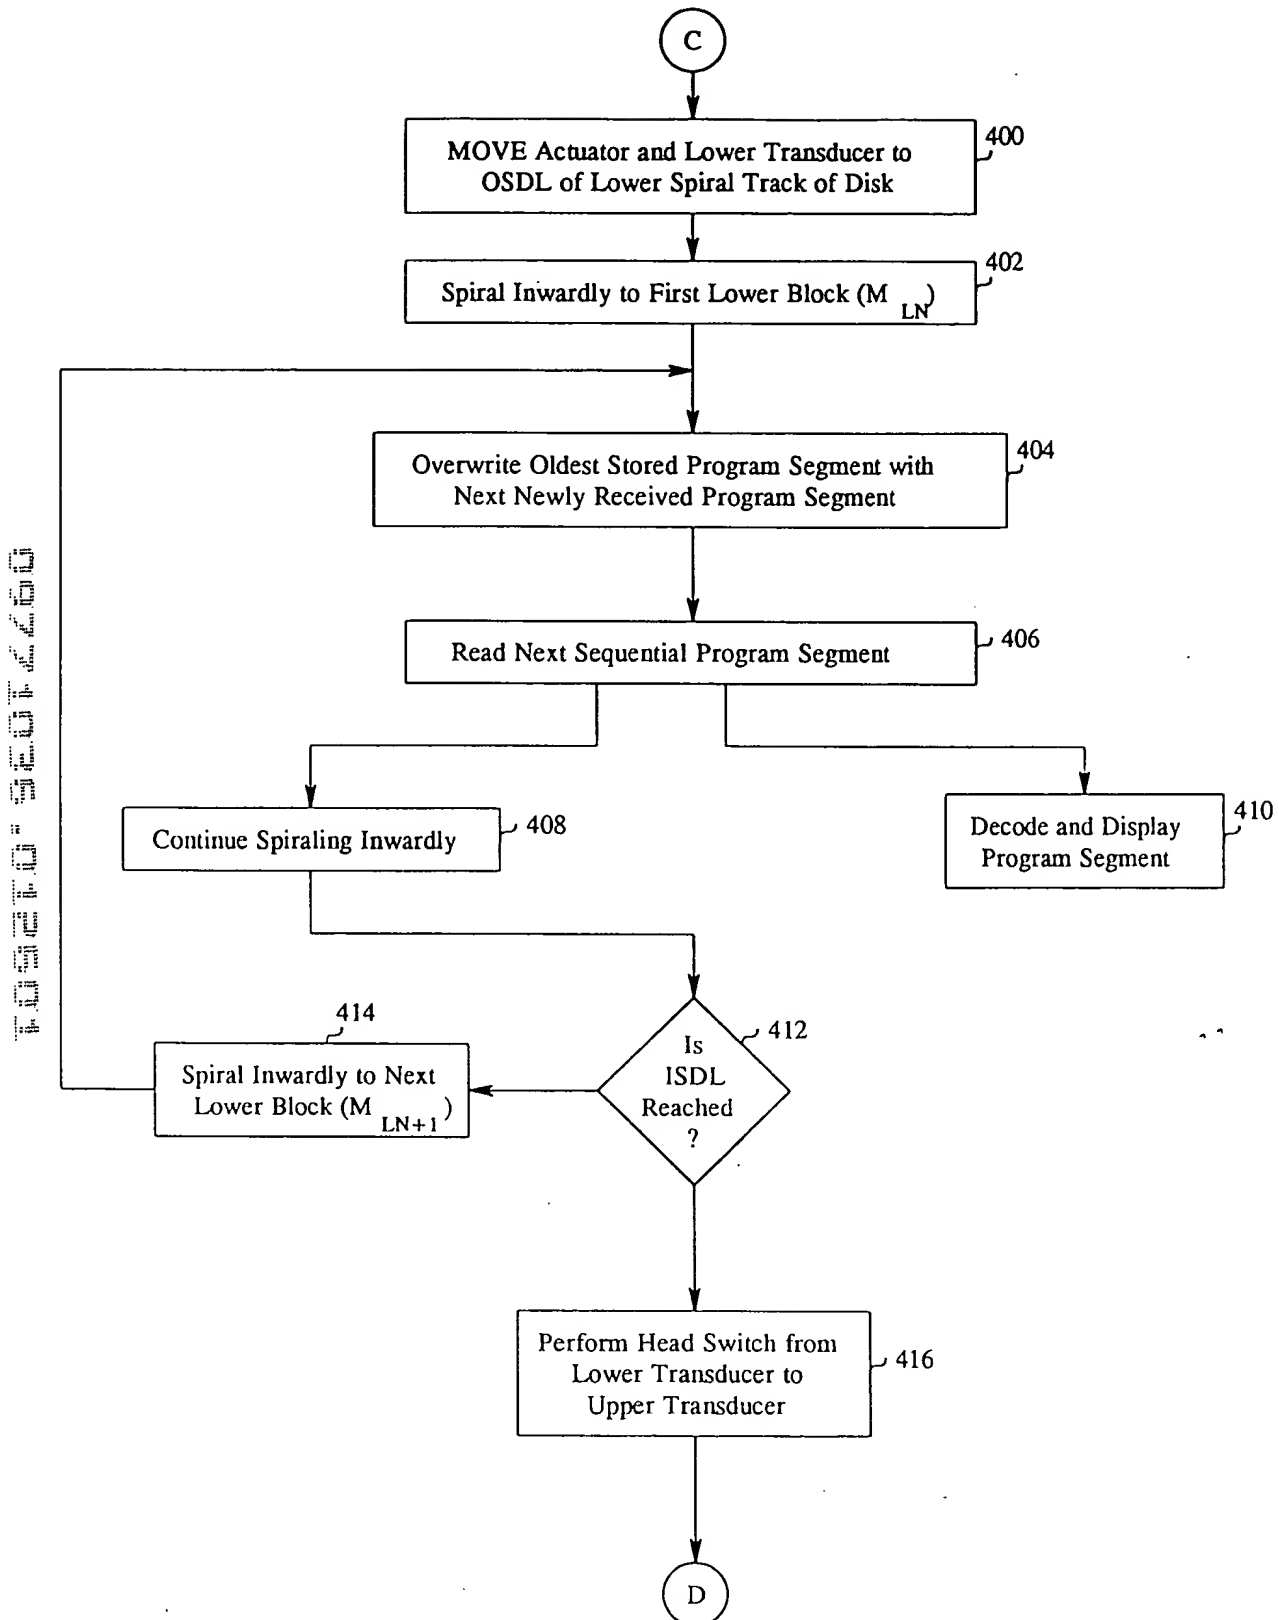 C
MOVE Actuator and Lower Transducer to
OSDL of Lower Spiral Track of Disk
400
Spiral Inwardly to First Lower Block (M LN)
402
Overwrite Oldest Stored Program Segment with
Next Newly Received Program Segment
404
Read Next Sequential Program Segment
406
Continue Spiraling Inwardly
408
Decode and Display
Program Segment
410
Is
ISDL
Reached
?
412
414
Spiral Inwardly to Next
Lower Block (M LN+1)
Perform Head Switch from
Lower Transducer to
Upper Transducer
416
D